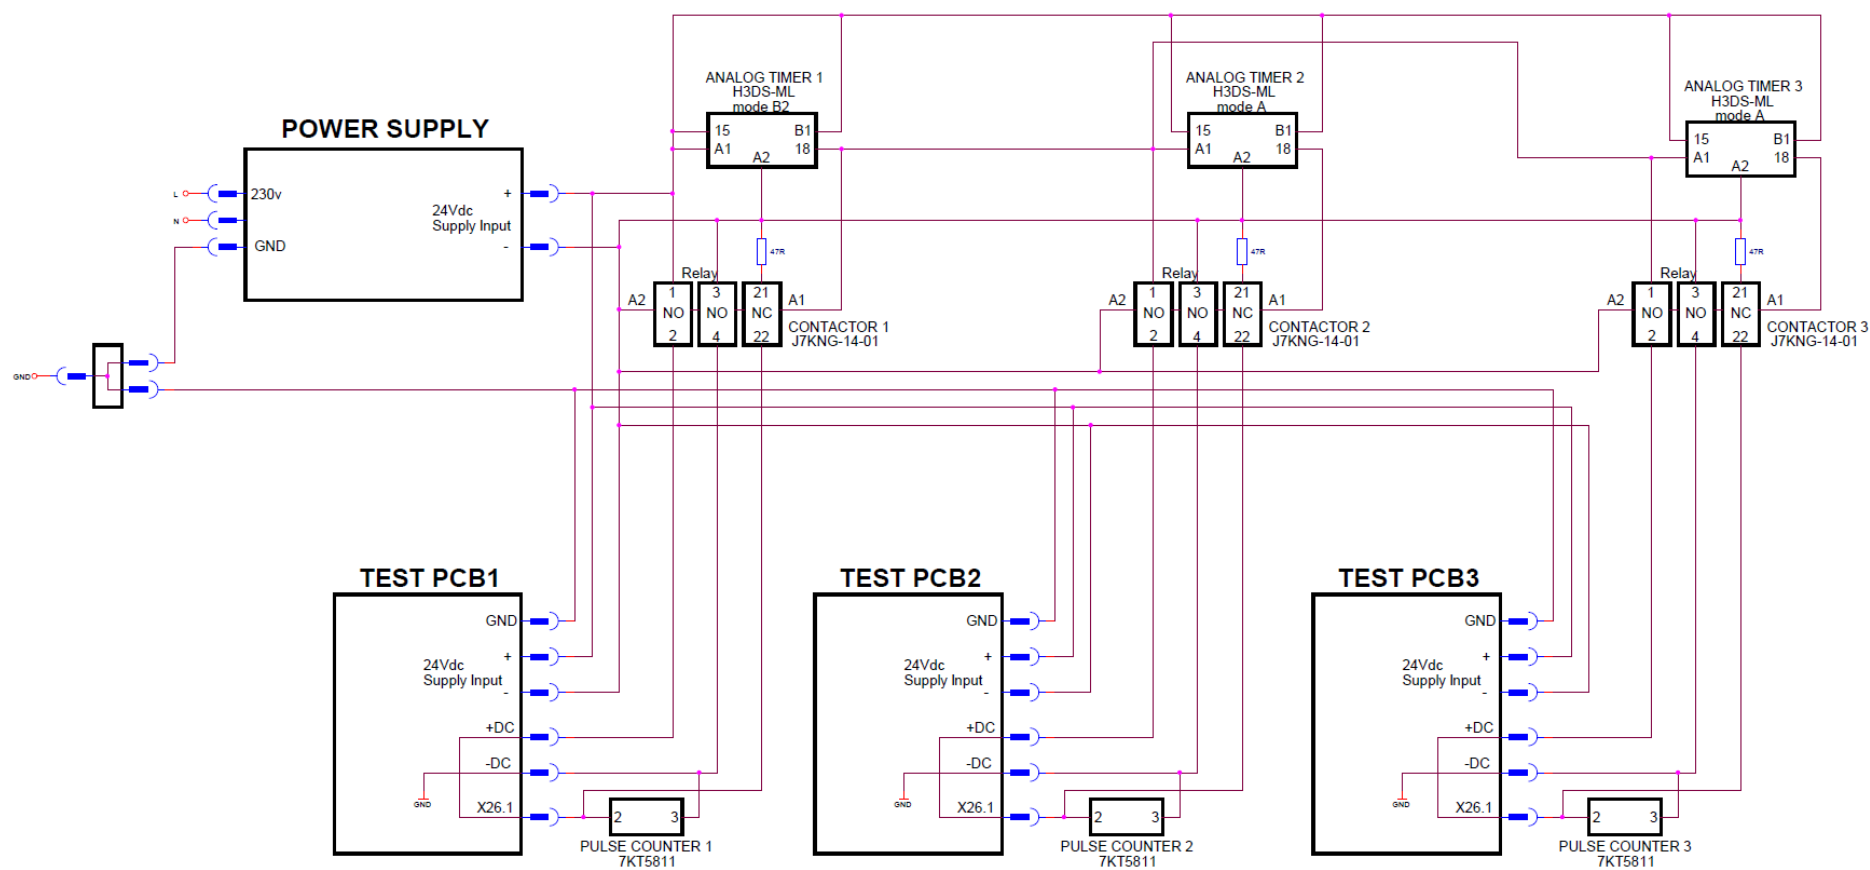 ANALOG TIMER 1
H3DS-ML
mode B2
15 B1
A1 18
A2
ANALOG TIMER 2
H3DS-ML
mode A
15 B1
A1 18
A2
ANALOG TIMER 3
H3DS-ML
mode A
15 B1
A1 18
A2
POWER SUPPLY
L
230v
N
GND
+
24Vdc
Supply Input
-
47R
47R
47R
Relay
A2
1 3 21
NO NO NC
2 4 22
A1
CONTACTOR 1
J7KNG-14-01
Relay
A2
1 3 21
NO NO NC
2 4 22
A1
CONTACTOR 2
J7KNG-14-01
Relay
A2
1 3 21
NO NO NC
2 4 22
A1
CONTACTOR 3
J7KNG-14-01
GND
TEST PCB1
GND
+
24Vdc
Supply Input
-
+DC
-DC
GND
X26.1
2 3
PULSE COUNTER 1
7KT5811
TEST PCB2
GND
+
24Vdc
Supply Input
-
+DC
-DC
GND
X26.1
2 3
PULSE COUNTER 2
7KT5811
TEST PCB3
GND
+
24Vdc
Supply Input
-
+DC
-DC
GND
X26.1
2 3
PULSE COUNTER 3
7KT5811